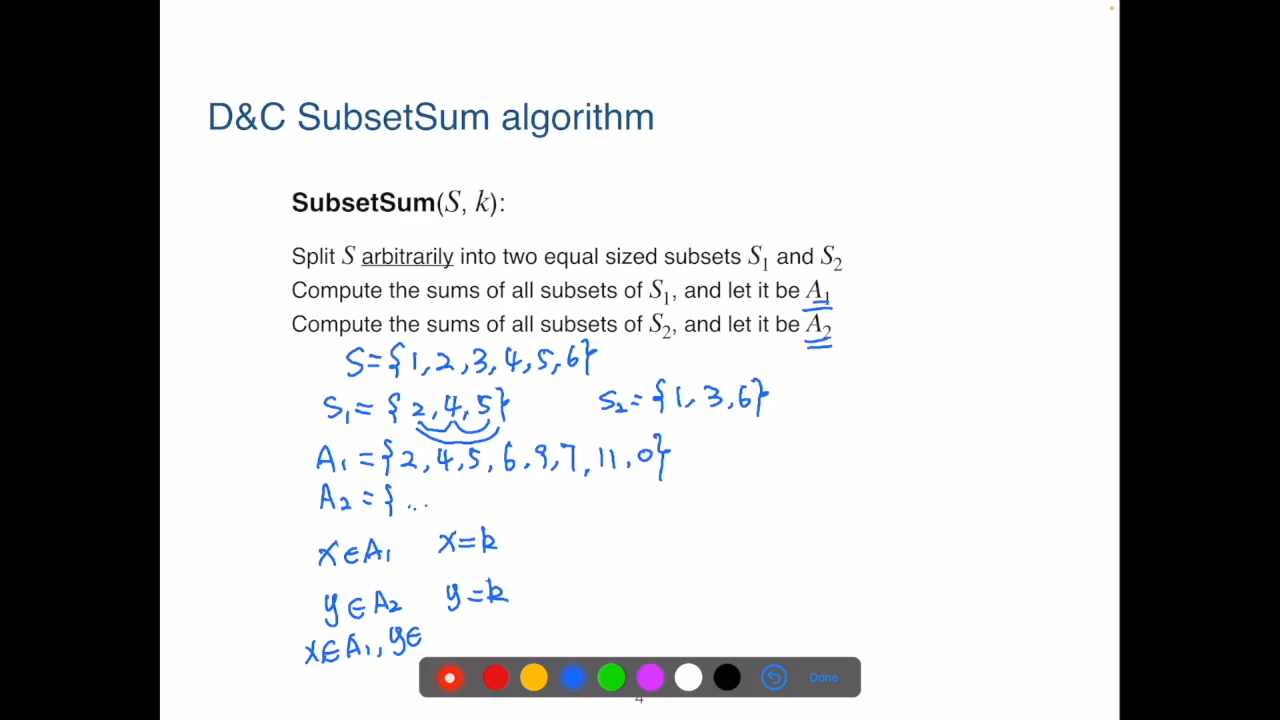 D&C SubsetSum algorithm
SubsetSum(S, k):
Split S arbitrarily into two equal sized subsets S₁ and S₂
Compute the sums of all subsets of S₁, and let it be A₁
Compute the sums of all subsets of S₂, and let it be A₂
S={1,2,3,4,5,6}
S₁= {2,4,5} S₂={1,3,6}
A₁={2,4,5,6,9,7,11,0}
A₂={...
x∈A₁ x=k
y∈A₂ y=k
x∈A₁, y∈
Done
4